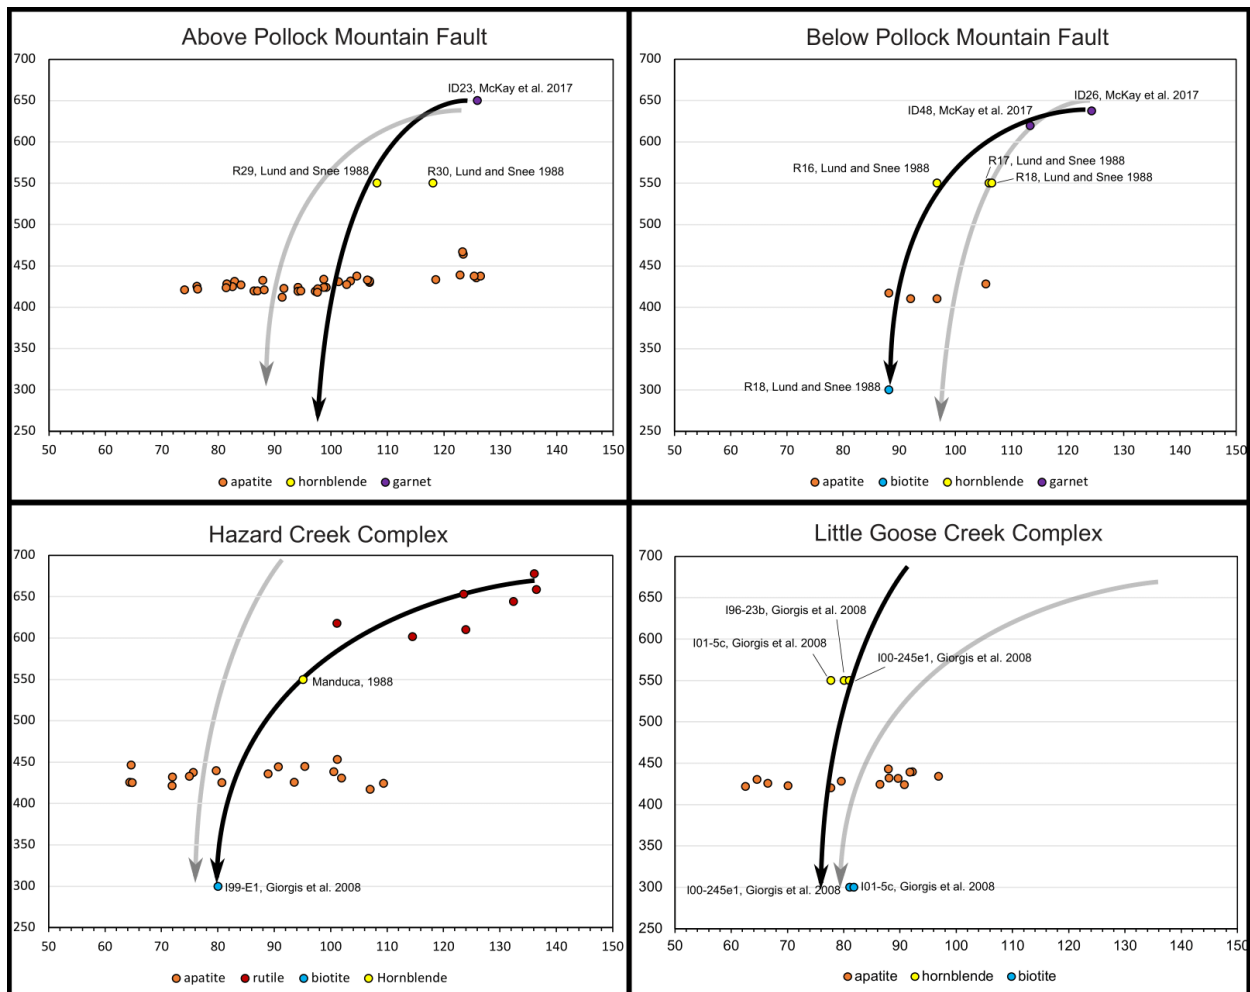 Above Pollock Mountain Fault
700
650
600
550
500
450
400
350
300
250
ID23, McKay et al. 2017
R29, Lund and Snee 1988
R30, Lund and Snee 1988
50 60 70 80 90 100 110 120 130 140 150
apatite hornblende garnet
Below Pollock Mountain Fault
700
650
600
550
500
450
400
350
300
250
ID26, McKay et al. 2017
ID48, McKay et al. 2017
R16, Lund and Snee 1988
R17, Lund and Snee 1988
R18, Lund and Snee 1988
R18, Lund and Snee 1988
50 60 70 80 90 100 110 120 130 140 150
apatite biotite hornblende garnet
Hazard Creek Complex
700
650
600
550
500
450
400
350
300
250
Manduca, 1988
I99-E1, Giorgis et al. 2008
50 60 70 80 90 100 110 120 130 140 150
apatite rutile biotite Hornblende
Little Goose Creek Complex
700
650
600
550
500
450
400
350
300
250
I96-23b, Giorgis et al. 2008
I01-5c, Giorgis et al. 2008
I00-245e1, Giorgis et al. 2008
I00-245e1, Giorgis et al. 2008
I01-5c, Giorgis et al. 2008
50 60 70 80 90 100 110 120 130 140 150
apatite hornblende biotite